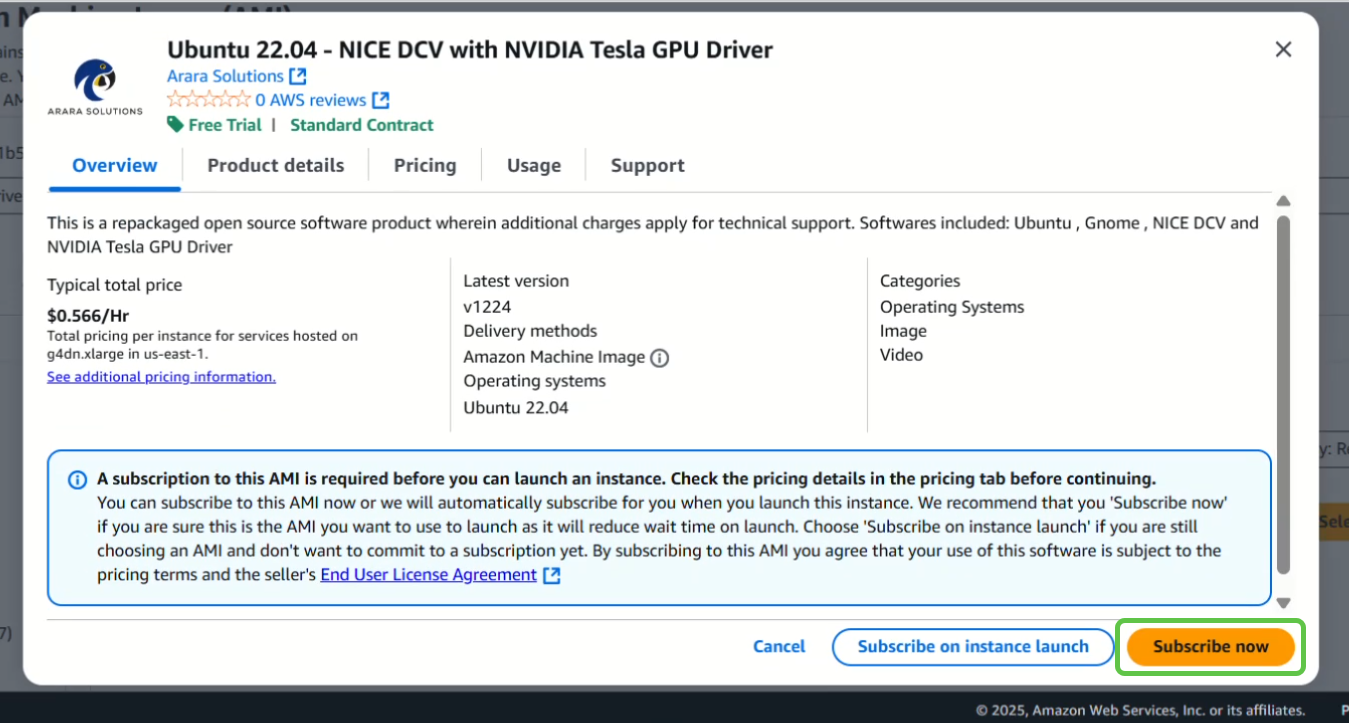 Ubuntu 22.04 - NICE DCV with NVIDIA Tesla GPU Driver
Arara Solutions
ARARA SOLUTIONS
0 AWS reviews
Free Trial | Standard Contract
Overview
Product details
Pricing
Usage
Support
This is a repackaged open source software product wherein additional charges apply for technical support. Softwares included: Ubuntu , Gnome , NICE DCV and
NVIDIA Tesla GPU Driver
Typical total price
$0.566/Hr
Total pricing per instance for services hosted on
g4dn.xlarge in us-east-1.
See additional pricing information.
Latest version
v1224
Delivery methods
Amazon Machine Image
Operating systems
Ubuntu 22.04
Categories
Operating Systems
Image
Video
A subscription to this AMI is required before you can launch an instance. Check the pricing details in the pricing tab before continuing.
You can subscribe to this AMI now or we will automatically subscribe for you when you launch this instance. We recommend that you 'Subscribe now'
if you are sure this is the AMI you want to use to launch as it will reduce wait time on launch. Choose 'Subscribe on instance launch' if you are still
choosing an AMI and don't want to commit to a subscription yet. By subscribing to this AMI you agree that your use of this software is subject to the
pricing terms and the seller's End User License Agreement
Cancel
Subscribe on instance launch
Subscribe now
© 2025, Amazon Web Services, Inc. or its affiliates.